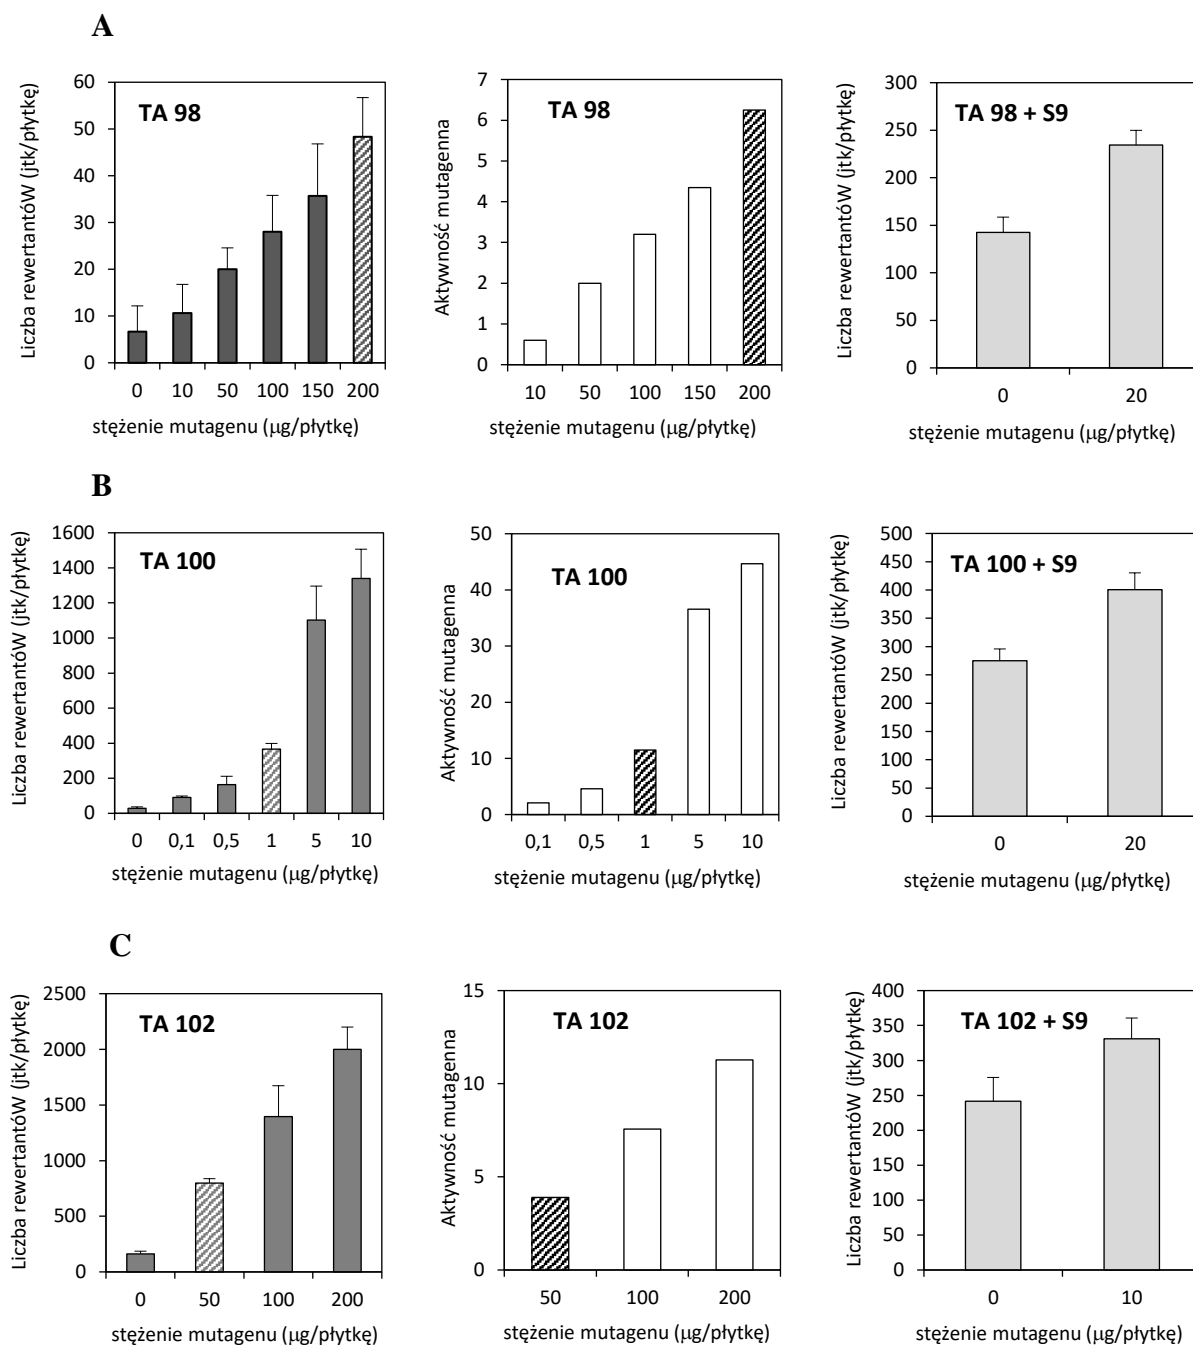 A
TA 98
Liczba rewertantóW (jtk/płytkę)
60
50
40
30
20
10
0
0 10 50 100 150 200
stężenie mutagenu (µg/płytkę)
TA 98
Aktywność mutagenna
7
6
5
4
3
2
1
0
10 50 100 150 200
stężenie mutagenu (µg/płytkę)
TA 98 + S9
Liczba rewertantóW (jtk/płytkę)
300
250
200
150
100
50
0
0 20
stężenie mutagenu (µg/płytkę)
B
TA 100
Liczba rewertantóW (jtk/płytkę)
1600
1400
1200
1000
800
600
400
200
0
0 0,1 0,5 1 5 10
stężenie mutagenu (µg/płytkę)
TA 100
Aktywność mutagenna
50
40
30
20
10
0
0,1 0,5 1 5 10
stężenie mutagenu (µg/płytkę)
TA 100 + S9
Liczba rewertantóW (jtk/płytkę)
500
450
400
350
300
250
200
150
100
50
0
0 20
stężenie mutagenu (µg/płytkę)
C
TA 102
Liczba rewertantóW (jtk/płytkę)
2500
2000
1500
1000
500
0
0 50 100 200
stężenie mutagenu (µg/płytkę)
TA 102
Aktywność mutagenna
15
10
5
0
50 100 200
stężenie mutagenu (µg/płytkę)
TA 102 + S9
Liczba rewertantóW (jtk/płytkę)
400
350
300
250
200
150
100
50
0
0 10
stężenie mutagenu (µg/płytkę)